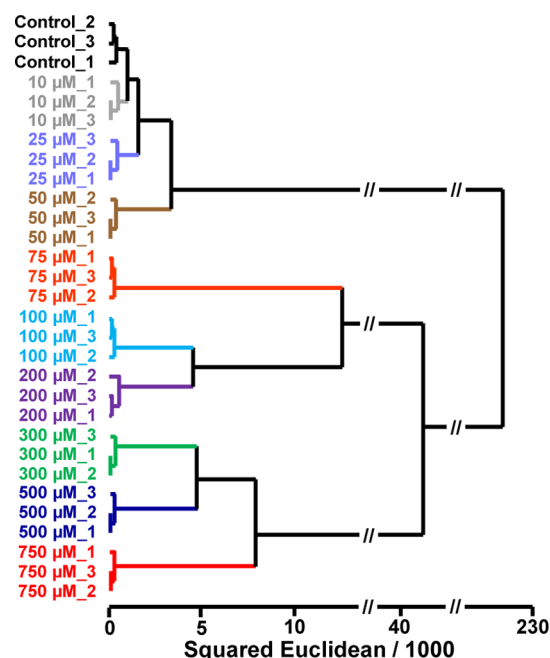 Control_2
Control_3
Control_1
10 µM_1
10 µM_2
10 µM_3
25 µM_3
25 µM_2
25 µM_1
50 µM_2
50 µM_3
50 µM_1
75 µM_1
75 µM_3
75 µM_2
100 µM_1
100 µM_3
100 µM_2
200 µM_2
200 µM_3
200 µM_1
300 µM_3
300 µM_1
300 µM_2
500 µM_3
500 µM_2
500 µM_1
750 µM_1
750 µM_3
750 µM_2
0 5 10 40 230
Squared Euclidean / 1000